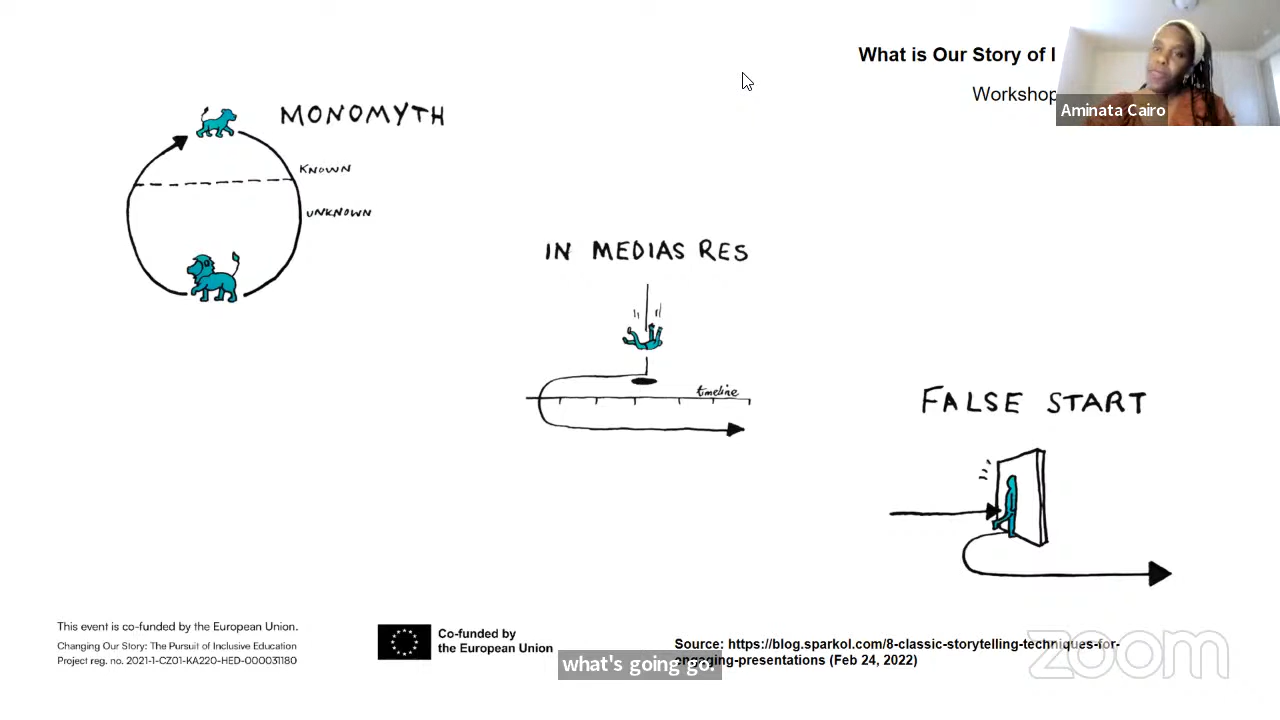 What is Our Story of I
Workshop
Aminata Cairo
MONOMYTH
KNOWN
UNKNOWN
IN MEDIAS RES
timeline
FALSE START
This event is co-funded by the European Union.
Changing Our Story: The Pursuit of Inclusive Education
Project reg. no. 2021-1-CZ01-KA220-HED-000031180
Co-funded by
the European Union
Source: https://blog.sparkol.com/8-classic-storytelling-techniques-for-
engaging-presentations (Feb 24, 2022)
what's going go.
zoom